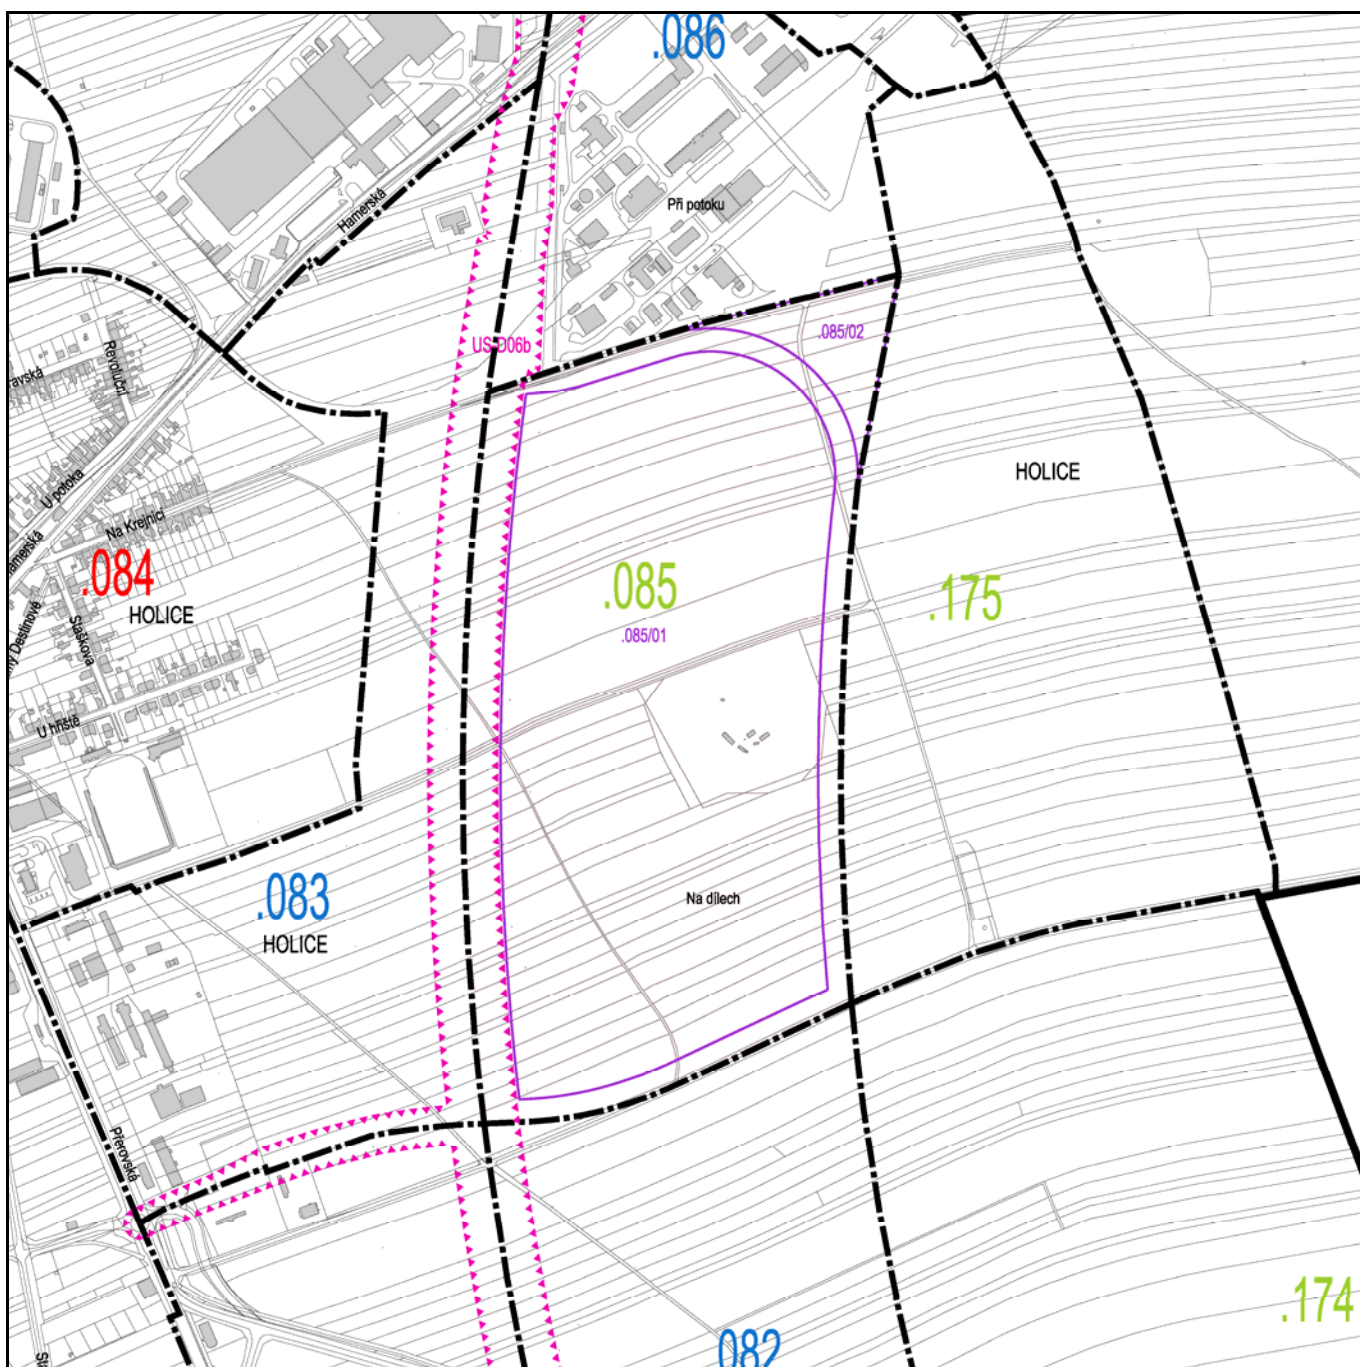 .086
Hamerská
Při potoku
US-D06b
.085/02
Revoluční
HOLICE
U potoka
Na Krejnici
.084
HOLICE
.085
.085/01
.175
Staškova
U hřiště
.083
HOLICE
Na dílech
Přerovská
.174
.082